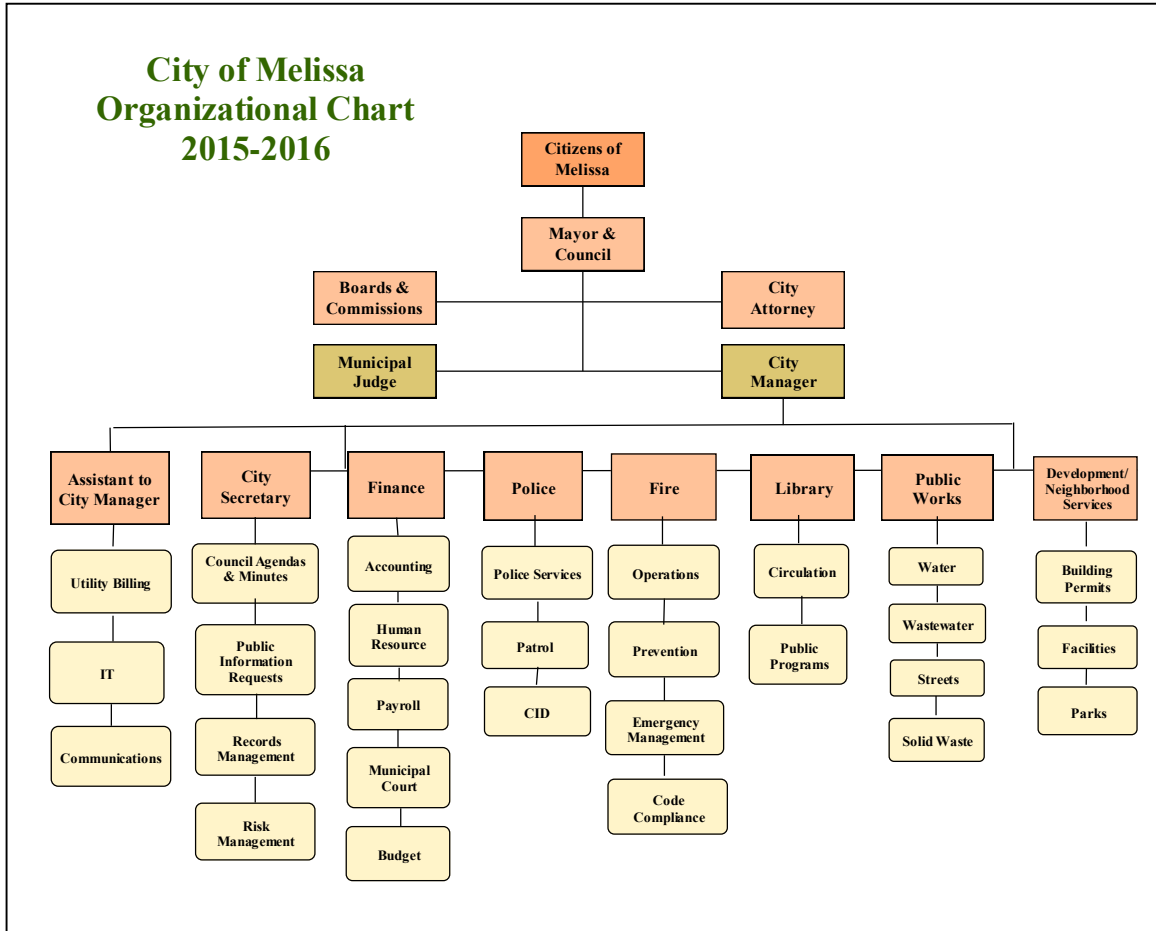 City of Melissa
Organizational Chart
2015-2016
Citizens of
Melissa
Mayor &
Council
Boards &
Commissions
City
Attorney
Municipal
Judge
City
Manager
Assistant to
City Manager
City
Secretary
Finance
Police
Fire
Library
Public
Works
Development/
Neighborhood
Services
Utility Billing
IT
Communications
Council Agendas
& Minutes
Public
Information
Requests
Records
Management
Risk
Management
Accounting
Human
Resource
Payroll
Municipal
Court
Budget
Police Services
Patrol
CID
Operations
Prevention
Emergency
Management
Code
Compliance
Circulation
Public
Programs
Water
Wastewater
Streets
Solid Waste
Building
Permits
Facilities
Parks